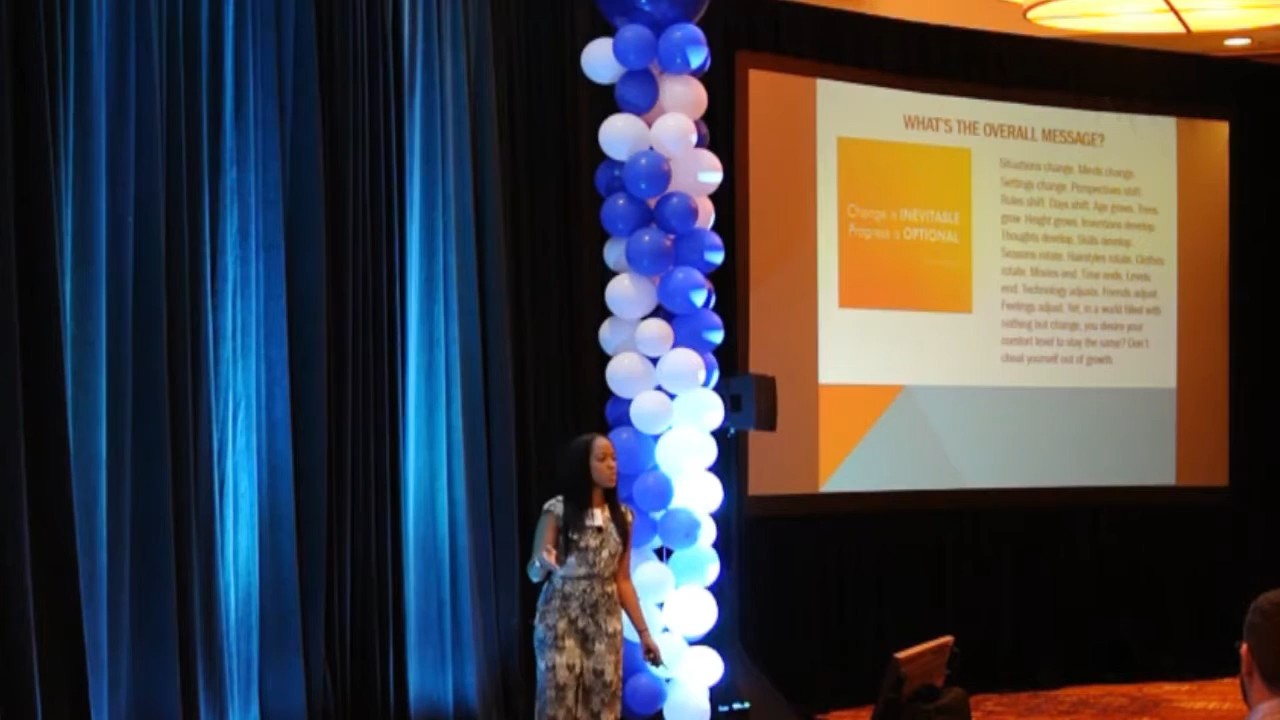 WHAT'S THE OVERALL MESSAGE?
Change is INEVITABLE
Progress is OPTIONAL
Situations change. Minds change.
Settings change. Perspectives shift.
Rules shift. Days shift. Age grows. Trees
grow. Height grows. Inventions develop.
Thoughts develop. Skills develop.
Seasons rotate. Hairstyles rotate. Clothes
rotate. Movies end. Time ends. Levels
end. Technology adjusts. Friends adjust.
Feelings adjust. Yet, in a world filled with
nothing but change, you desire your
comfort level to stay the same? Don't
cheat yourself out of growth.